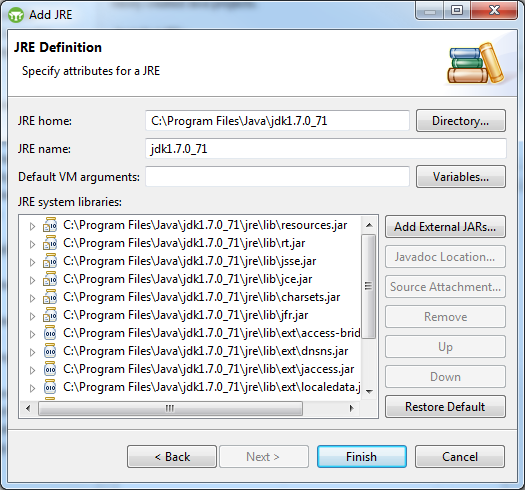 Add JRE
JRE Definition
Specify attributes for a JRE
JRE home:
C:\Program Files\Java\jdk1.7.0_71
Directory...
JRE name:
jdk1.7.0_71
Default VM arguments:
Variables...
JRE system libraries:
C:\Program Files\Java\jdk1.7.0_71\jre\lib\resources.jar
C:\Program Files\Java\jdk1.7.0_71\jre\lib\rt.jar
C:\Program Files\Java\jdk1.7.0_71\jre\lib\jsse.jar
C:\Program Files\Java\jdk1.7.0_71\jre\lib\jce.jar
C:\Program Files\Java\jdk1.7.0_71\jre\lib\charsets.jar
C:\Program Files\Java\jdk1.7.0_71\jre\lib\jfr.jar
C:\Program Files\Java\jdk1.7.0_71\jre\lib\ext\access-brid
C:\Program Files\Java\jdk1.7.0_71\jre\lib\ext\dnsns.jar
C:\Program Files\Java\jdk1.7.0_71\jre\lib\ext\jaccess.jar
C:\Program Files\Java\jdk1.7.0_71\jre\lib\ext\localedata.j
Add External JARs...
Javadoc Location...
Source Attachment...
Remove
Up
Down
Restore Default
< Back
Next >
Finish
Cancel